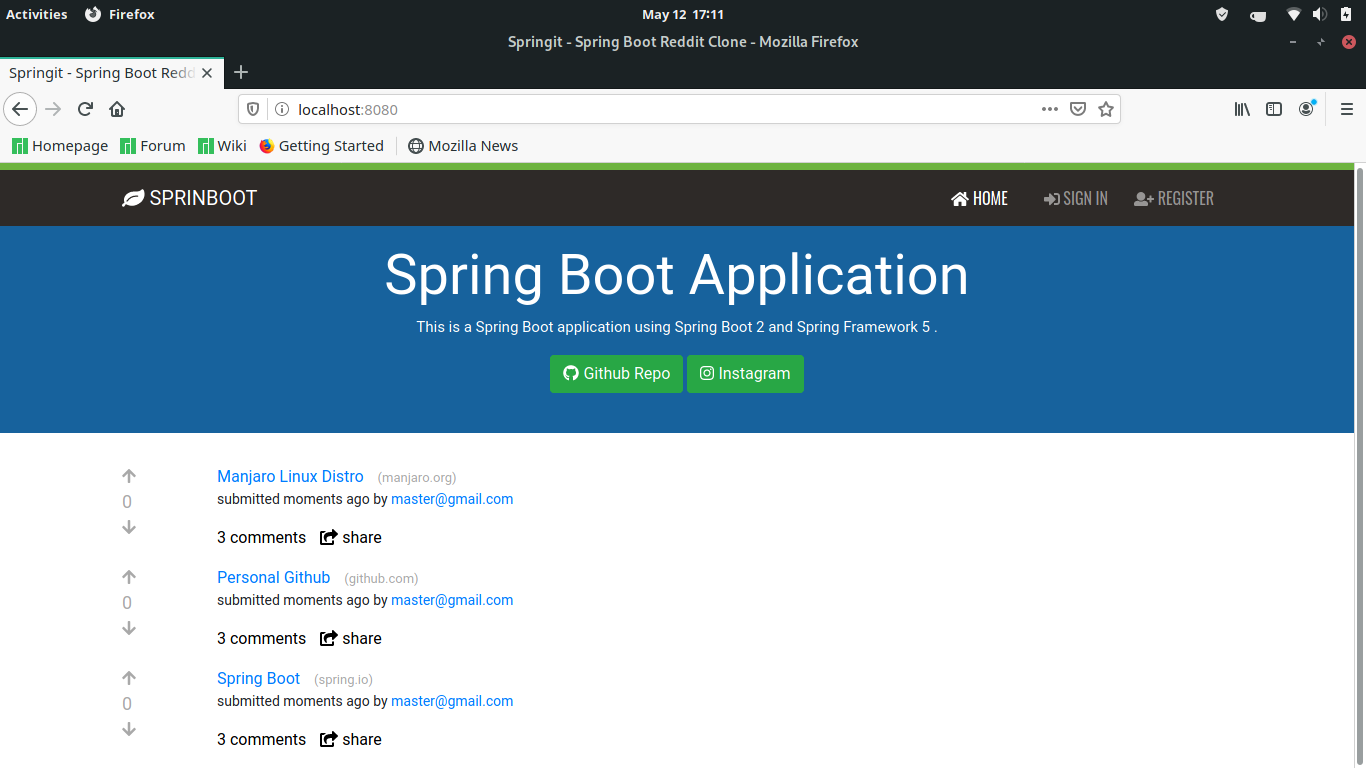 Activities Firefox May 12 17:11
Springit - Spring Boot Reddit Clone - Mozilla Firefox
Springit - Spring Boot Redd
localhost:8080
Homepage Forum Wiki Getting Started Mozilla News
SPRINBOOT HOME SIGN IN REGISTER
Spring Boot Application
This is a Spring Boot application using Spring Boot 2 and Spring Framework 5 .
Github Repo Instagram
Manjaro Linux Distro (manjaro.org)
0 submitted moments ago by master@gmail.com
3 comments share
Personal Github (github.com)
0 submitted moments ago by master@gmail.com
3 comments share
Spring Boot (spring.io)
0 submitted moments ago by master@gmail.com
3 comments share